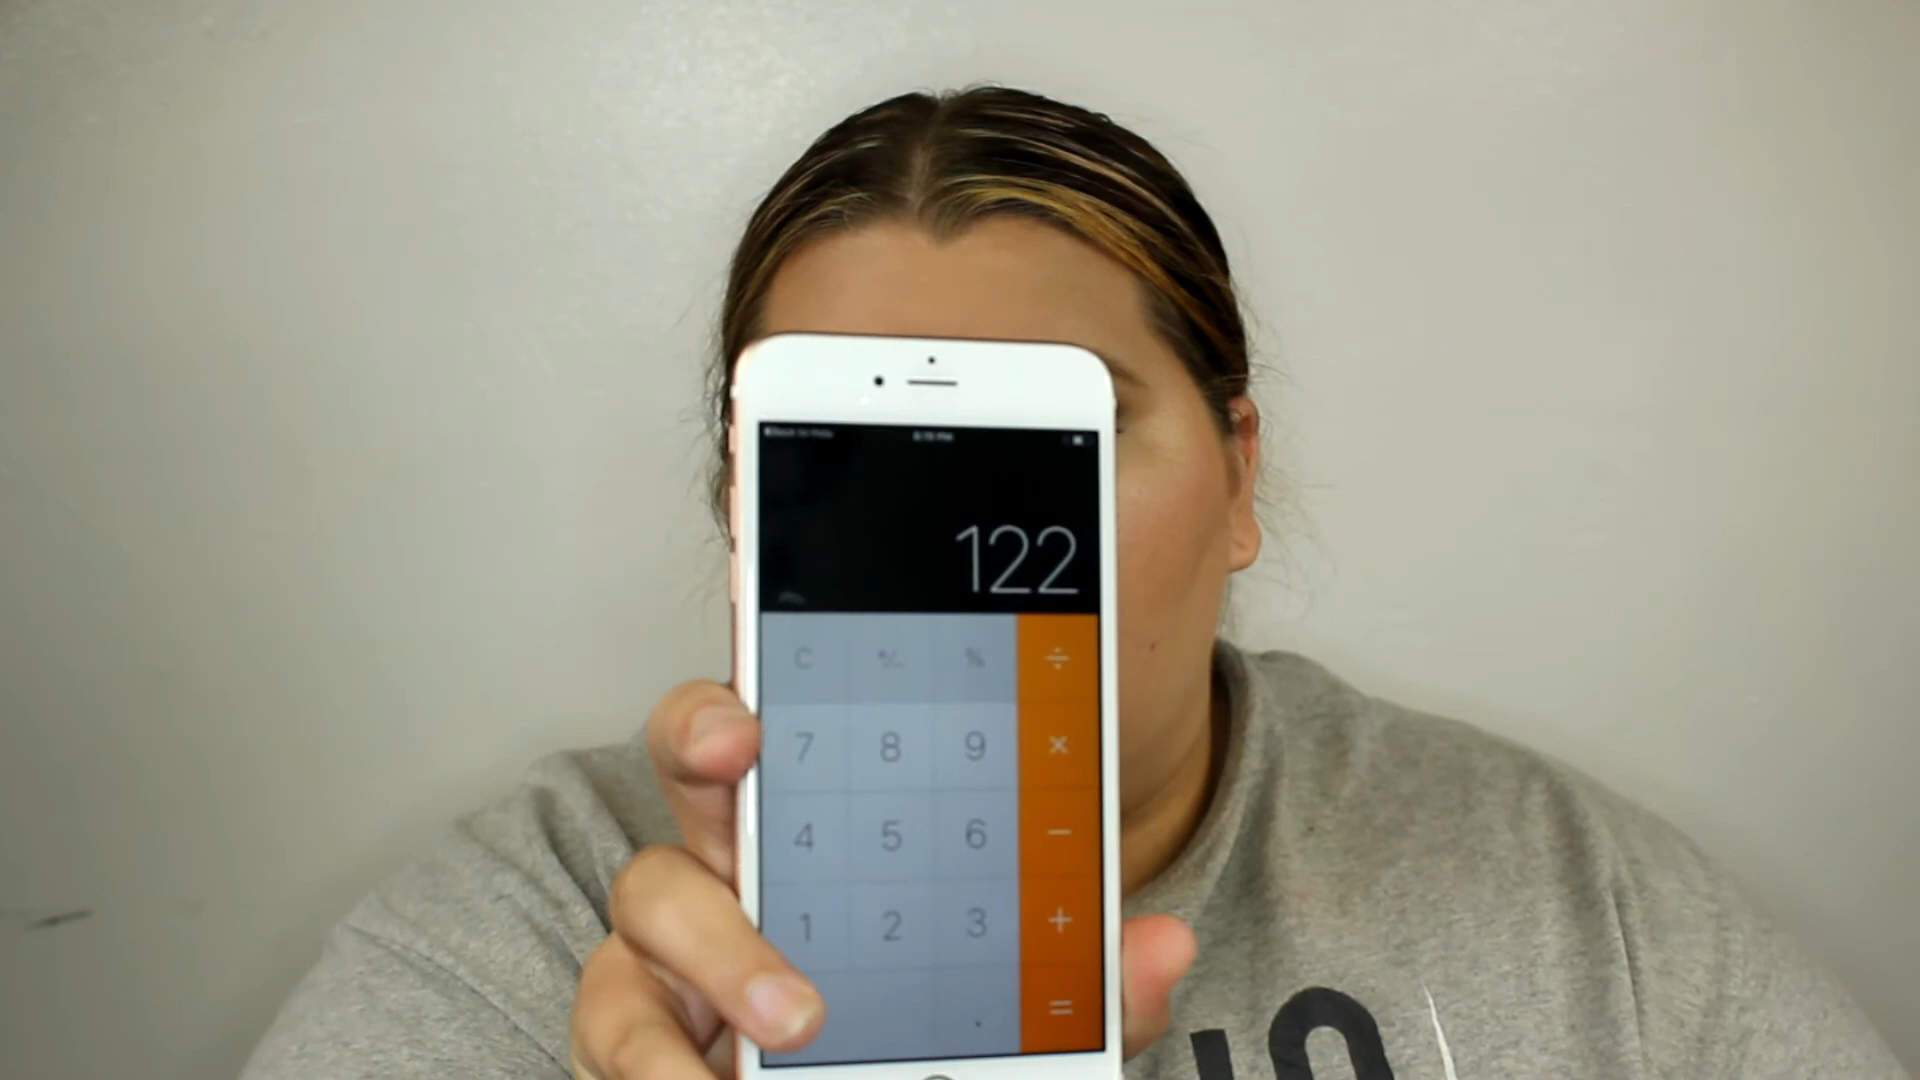 122
C +/- % ÷
7 8 9 ×
4 5 6 −
1 2 3 +
. =